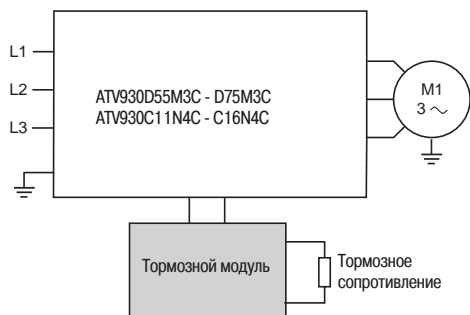 L1
L2
L3
ATV930D55M3C - D75M3C
ATV930C11N4C - C16N4C
M1
3 ~
Тормозной модуль
Тормозное
сопротивление